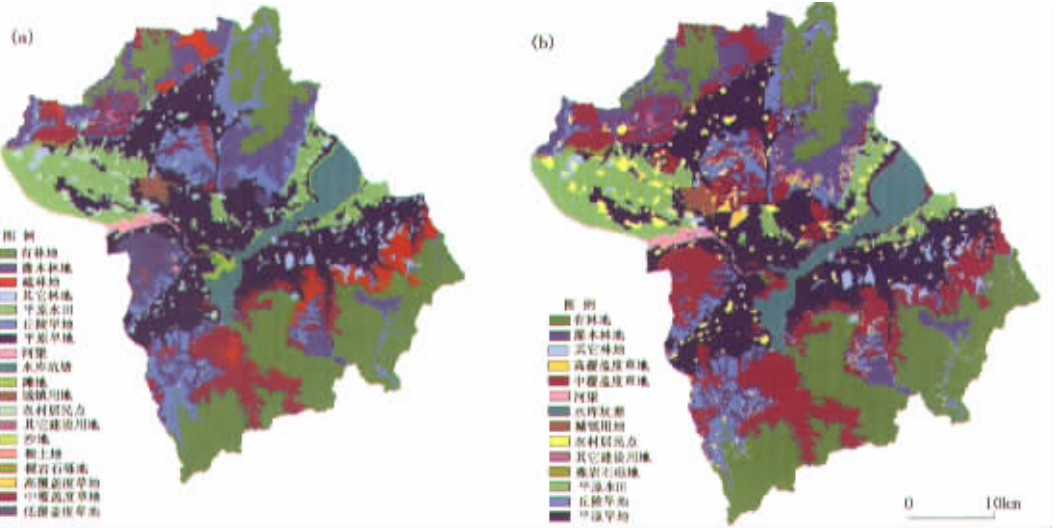 (a)
(b)
图 例
有林地
灌木林地
疏林地
其它林地
平原水田
丘陵旱地
平原旱地
河渠
水库坑塘
滩地
城镇用地
农村居民点
其它建设用地
沙地
裸土地
裸岩石砾地
高覆盖度草地
中覆盖度草地
低覆盖度草地
图 例
有林地
灌木林地
其它林地
高覆盖度草地
中覆盖度草地
河渠
水库坑塘
城镇用地
农村居民点
其它建设用地
裸岩石砾地
平原水田
丘陵旱地
平原旱地
0 10km